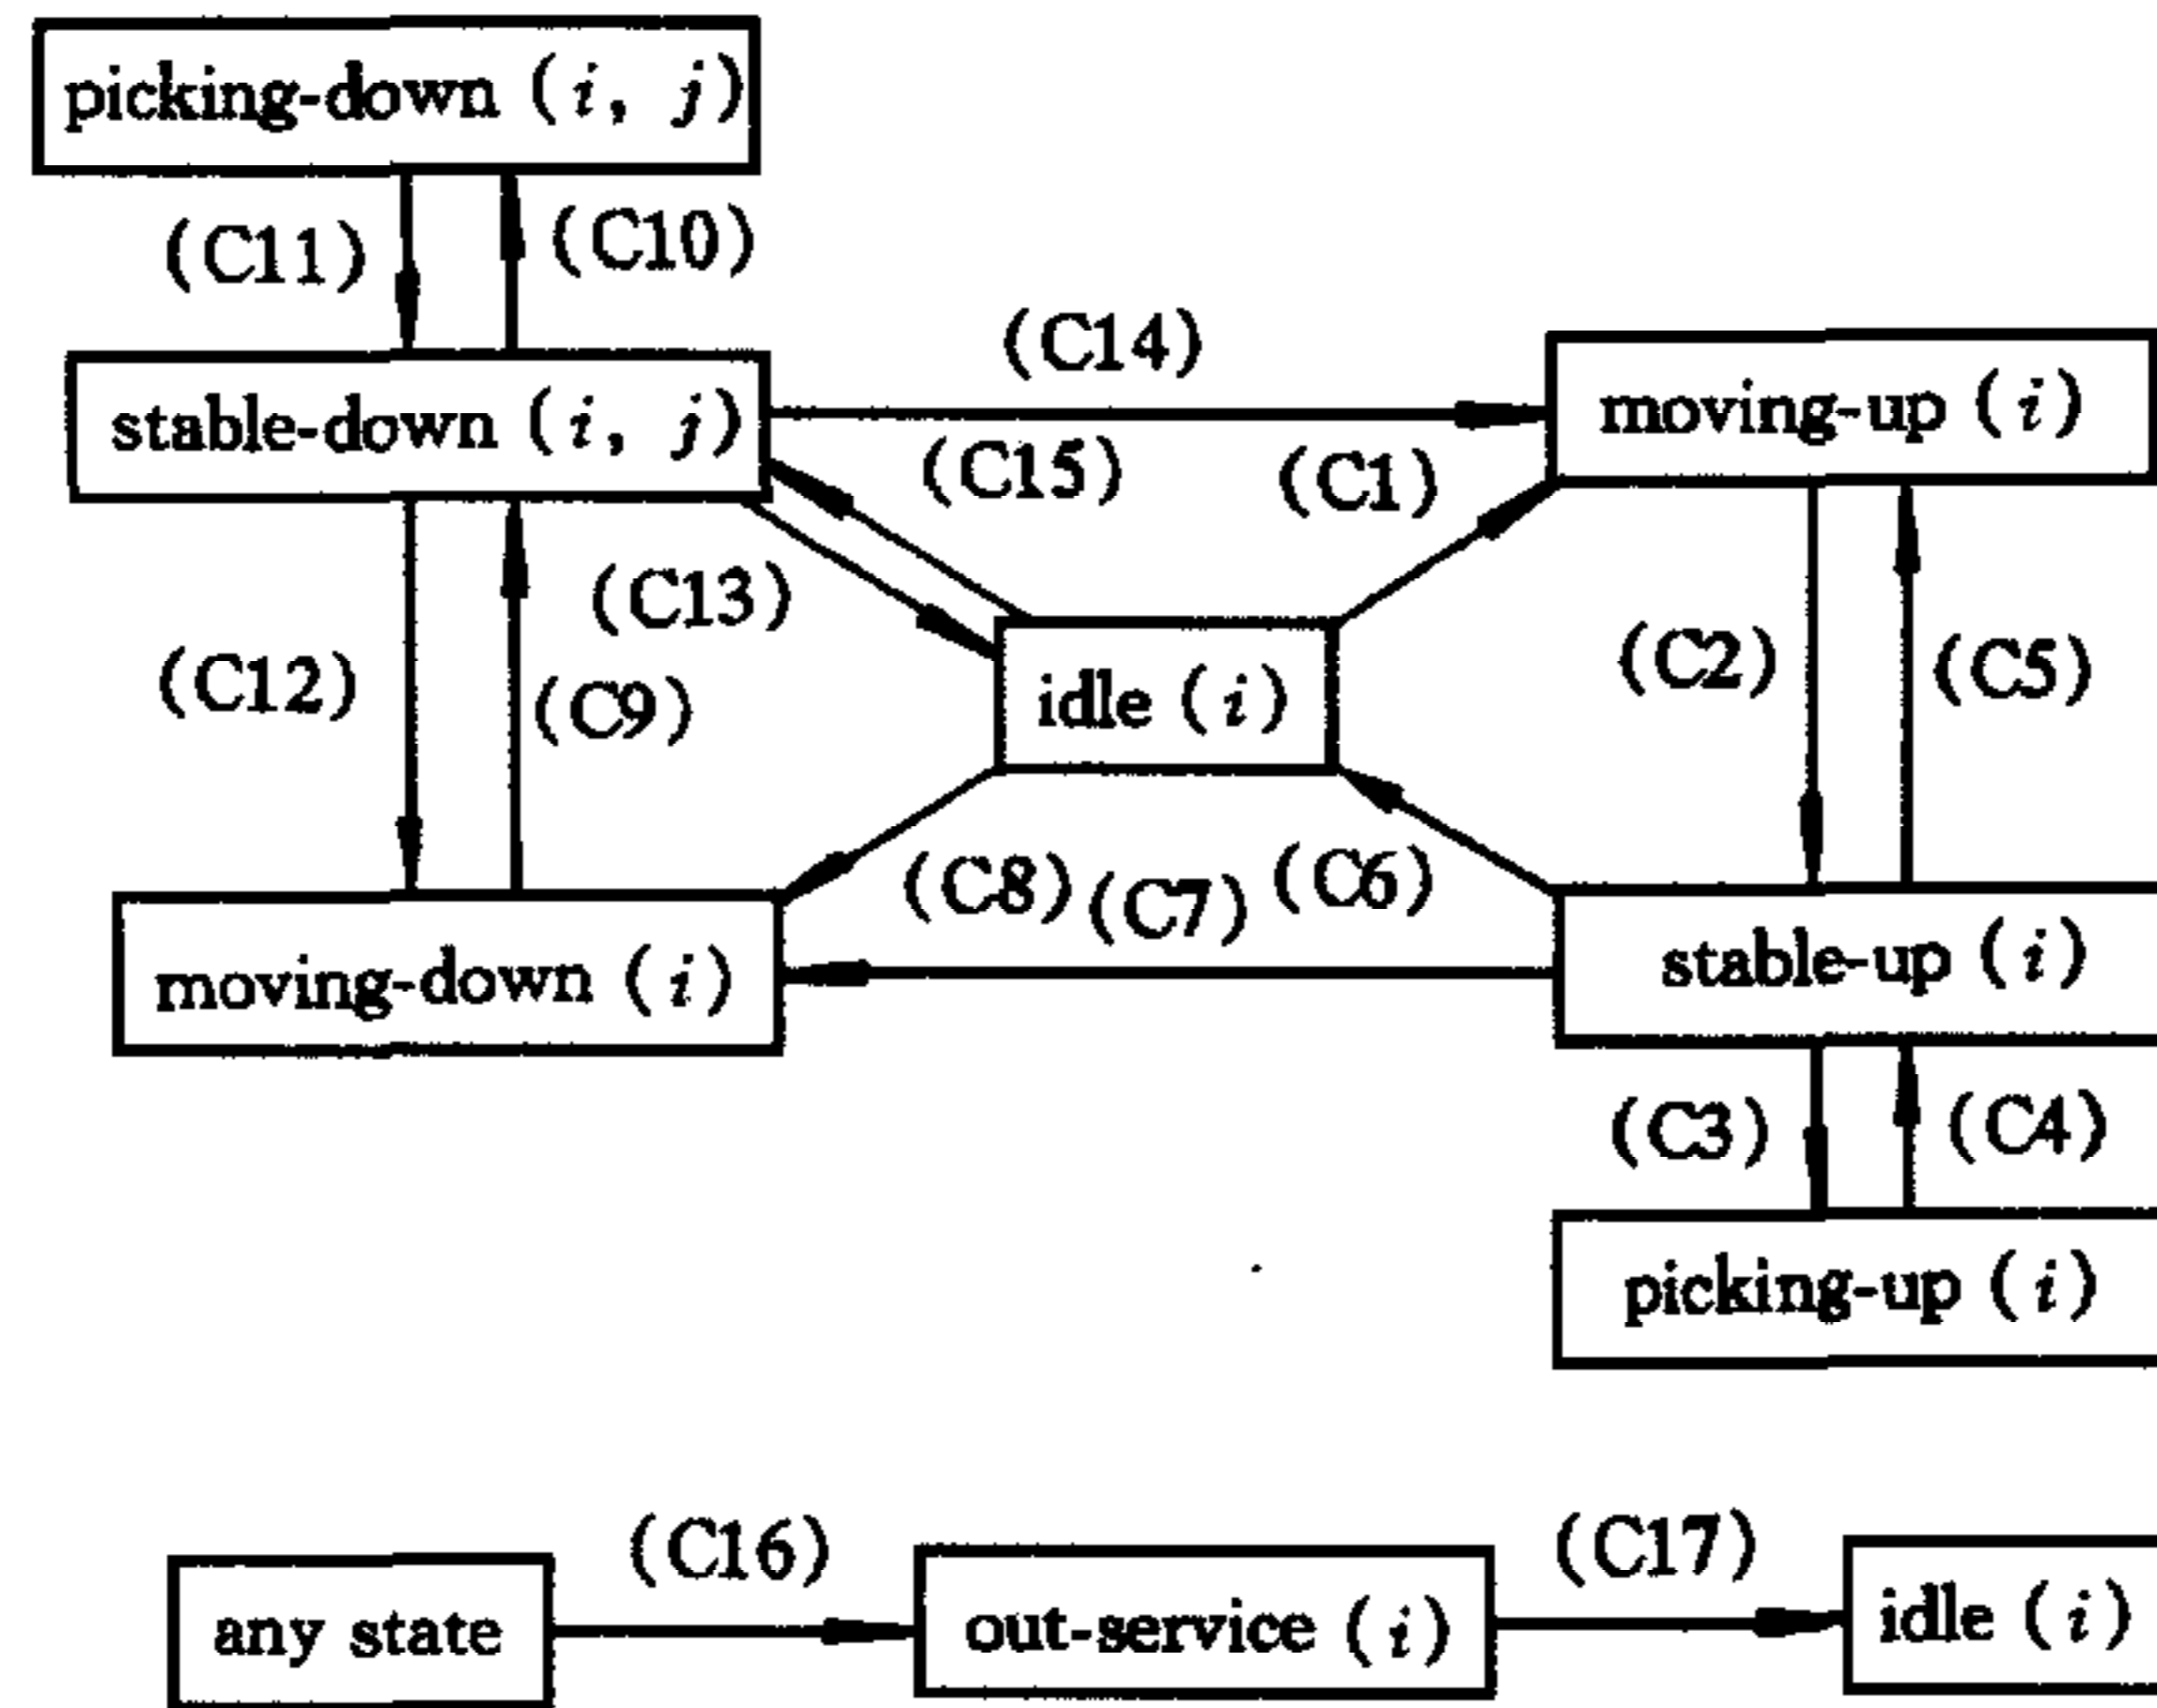 picking-down (i, j)
(C11) (C10)
(C14)
stable-down (i, j) moving-up (i)
(C15) (C1)
(C13)
(C12) (C9) idle (i) (C2) (C5)
(C8) (C7) (C6)
moving-down (i) stable-up (i)
(C3) (C4)
picking-up (i)
(C16) (C17)
any state out-service (i) idle (i)